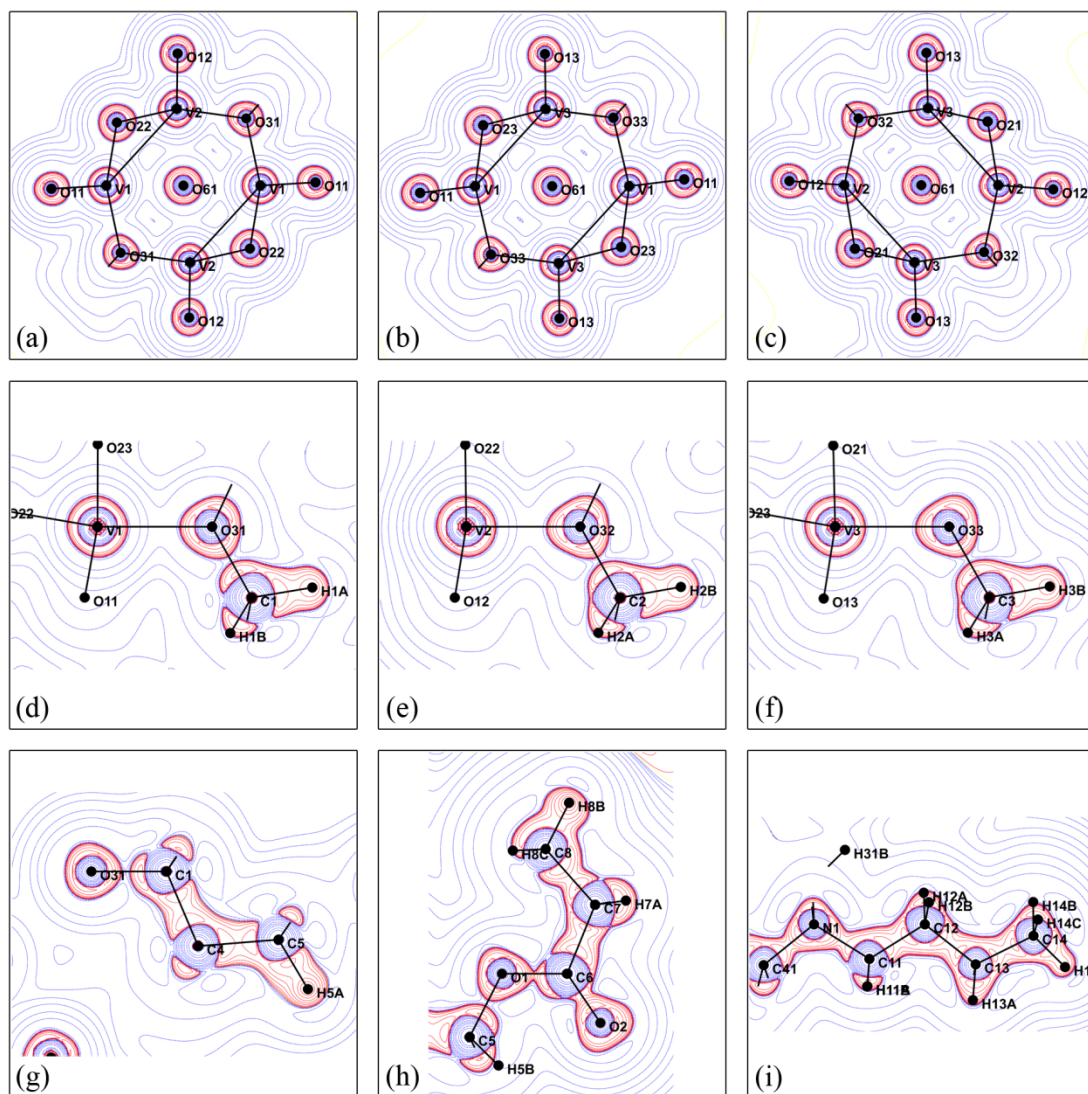 O12
V2
O22
O31
O11
V1
O61
V1
O11
O31
V2
O22
O12
(a)
O13
V3
O23
O33
O11
V1
O61
V1
O11
O33
V3
O23
O13
(b)
O13
V3
O32
O21
O12
V2
O61
V2
O12
O21
V3
O32
O13
(c)
O23
O22
V1
O31
O11
C1
H1A
H1B
(d)
O22
V2
O32
O12
C2
H2B
H2A
(e)
O21
O23
V3
O33
O13
C3
H3B
H3A
(f)
O31
C1
C4
C5
H5A
(g)
H8B
H8C
C8
C7
H7A
O1
C6
C5
O2
H5B
(h)
H31B
H12A
H12B
H14B
H14C
N1
C12
C14
C41
C11
C13
H1
H13A
(i)